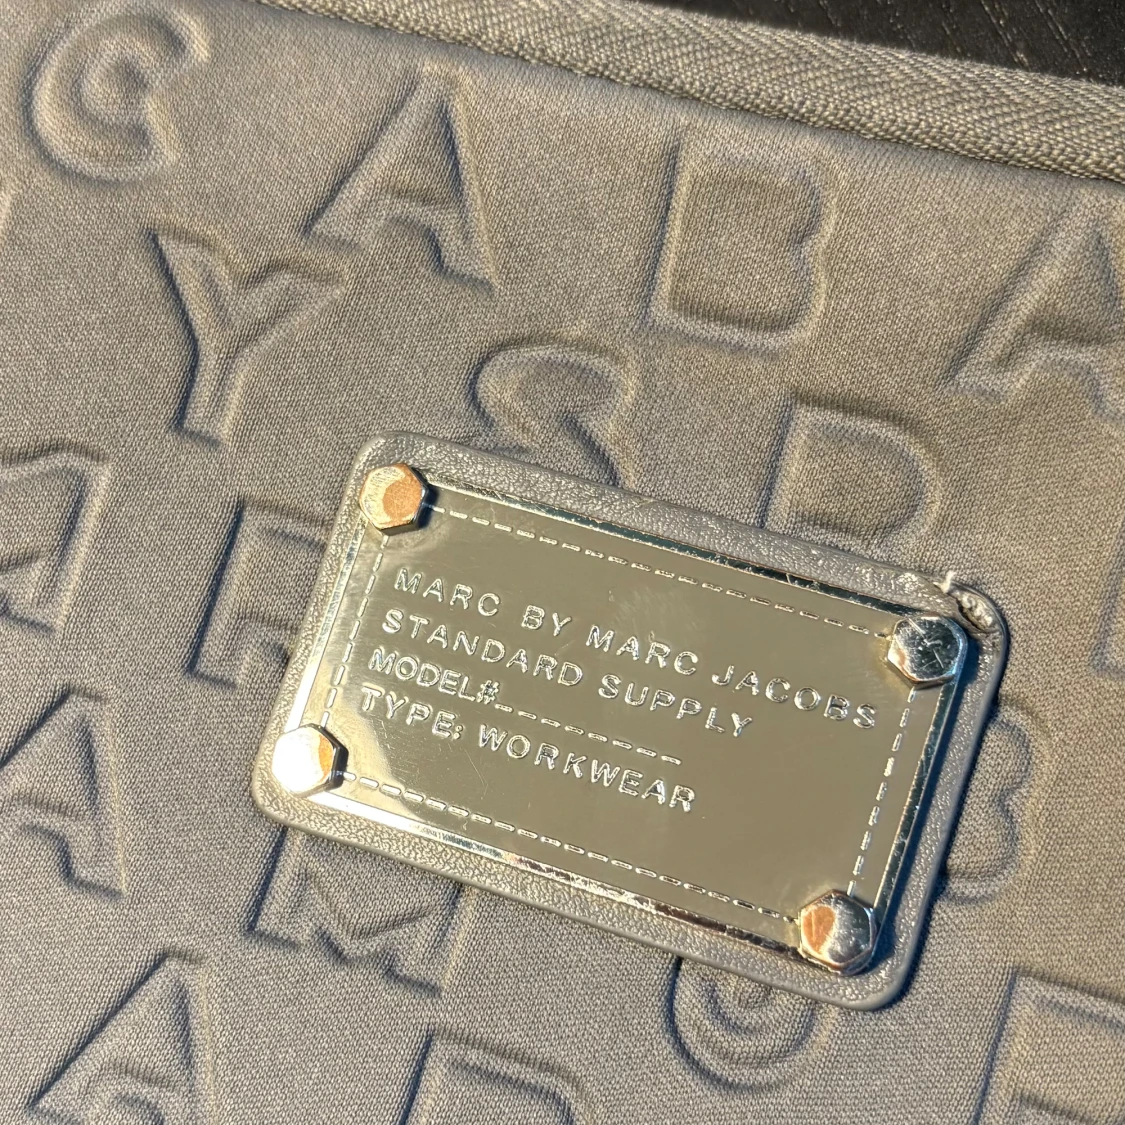 MARC BY MARC JACOBS
STANDARD SUPPLY
MODEL#_ _ _ _ _ _ _ _ _
TYPE: WORKWEAR